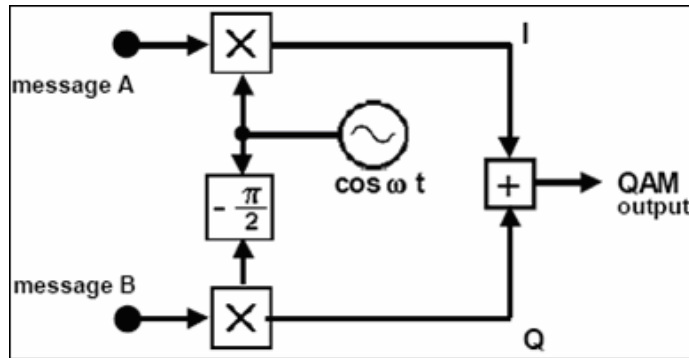 I
×
message A
cos ω t
- π/2
+
QAM
output
message B
×
Q